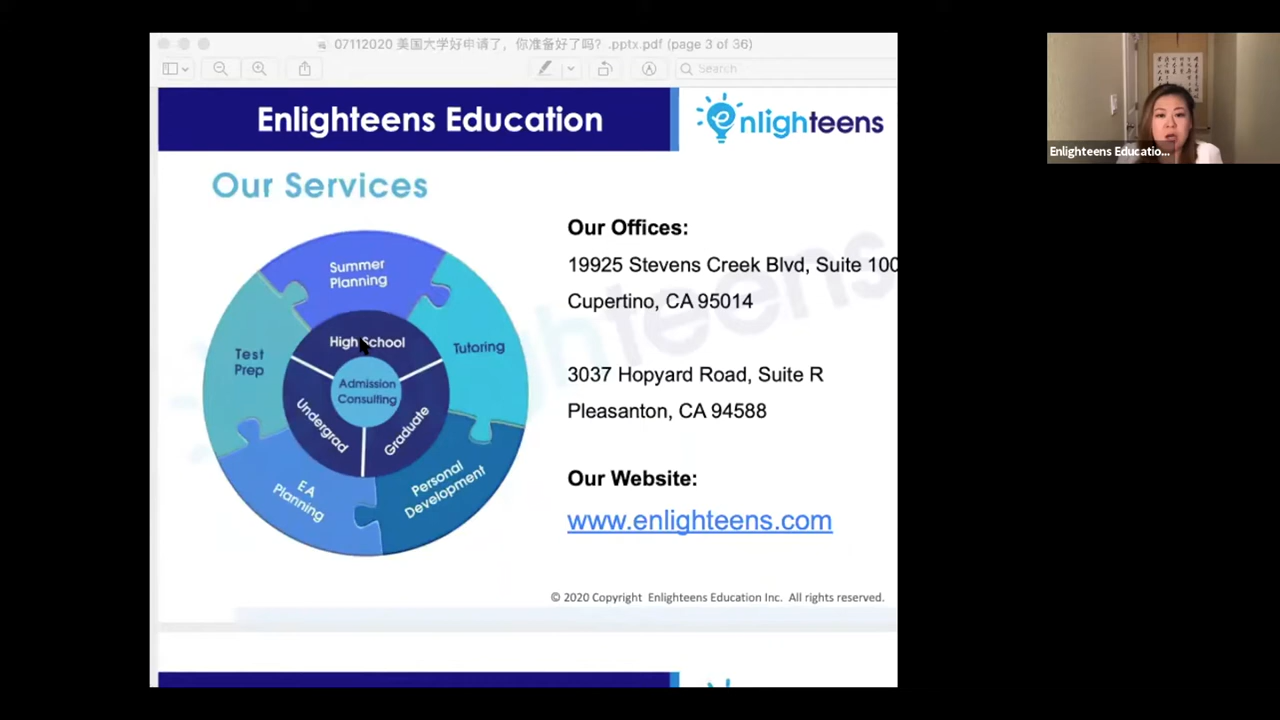 07112020 美国大学好申请了，你准备好了吗？.pptx.pdf (page 3 of 36)
Search
Enlighteens Education
enlighteens
Our Services
Summer
Planning
Test
Prep
High School
Tutoring
Admission
Consulting
Undergrad
Graduate
EA
Planning
Personal
Development
Our Offices:
19925 Stevens Creek Blvd, Suite 100
Cupertino, CA 95014
3037 Hopyard Road, Suite R
Pleasanton, CA 94588
Our Website:
www.enlighteens.com
© 2020 Copyright Enlighteens Education Inc. All rights reserved.
Enlighteens Educatio...